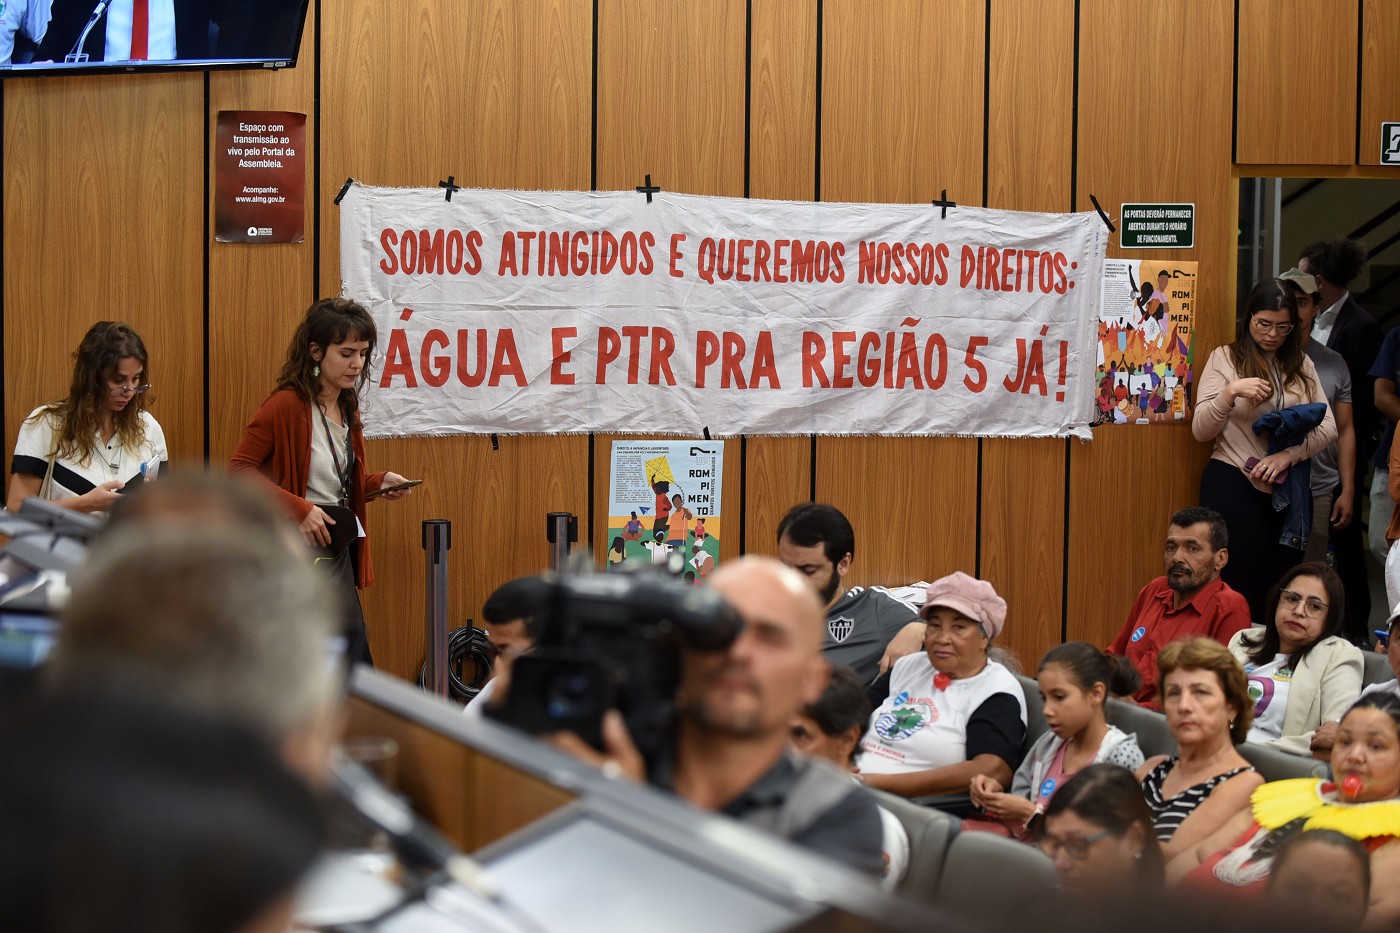 Espaço com
transmissão ao
vivo pelo Portal da
Assembleia.
Acompanhe:
www.almg.gov.br
SOMOS ATINGIDOS E QUEREMOS NOSSOS DIREITOS:
ÁGUA E PTR PRA REGIÃO 5 JÁ!
AS PORTAS DEVERÃO PERMANECER
ABERTAS DURANTE O HORÁRIO
DE FUNCIONAMENTO.
ROM
PI
MEN
TO
ROM
PI
MEN
TO
CAM